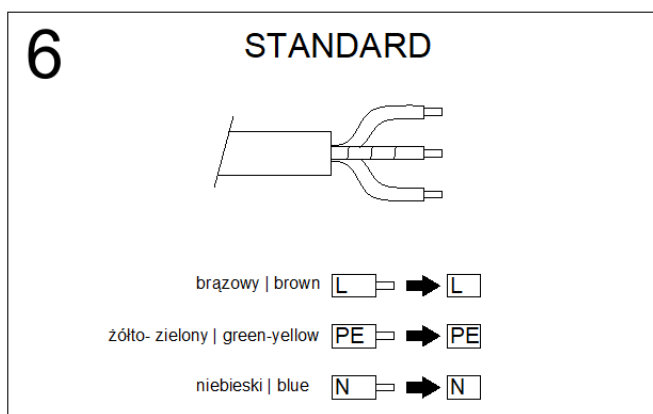 6
STANDARD
brązowy | brown L L
żółto- zielony | green-yellow PE PE
niebieski | blue N N